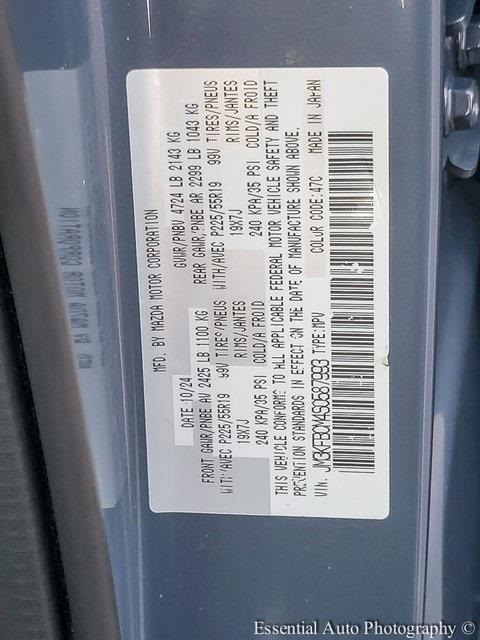 MFD. BY MAZDA MOTOR CORPORATION
DATE 10/24 GVWR/PNBV 4724 LB 2143 KG
FRONT GAWR/PNBE AV 2425 LB 1100 KG REAR GAWR/PNBE AR 2299 LB 1043 KG
WITH/AVEC P225/55R19 99V TIRES/PNEUS WITH/AVEC P225/55R19 99V TIRES/PNEUS
19X7J RIMS/JANTES 19X7J RIMS/JANTES
240 KPA/35 PSI COLD/A FROID 240 KPA/35 PSI COLD/A FROID
THIS VEHICLE CONFORMS TO ALL APPLICABLE FEDERAL MOTOR VEHICLE SAFETY AND THEFT
PREVENTION STANDARDS IN EFFECT ON THE DATE OF MANUFACTURE SHOWN ABOVE.
VIN: JM3KFBCM4S0587993 TYPE:MPV COLOR CODE:47C MADE IN JAPAN
Essential Auto Photography ©